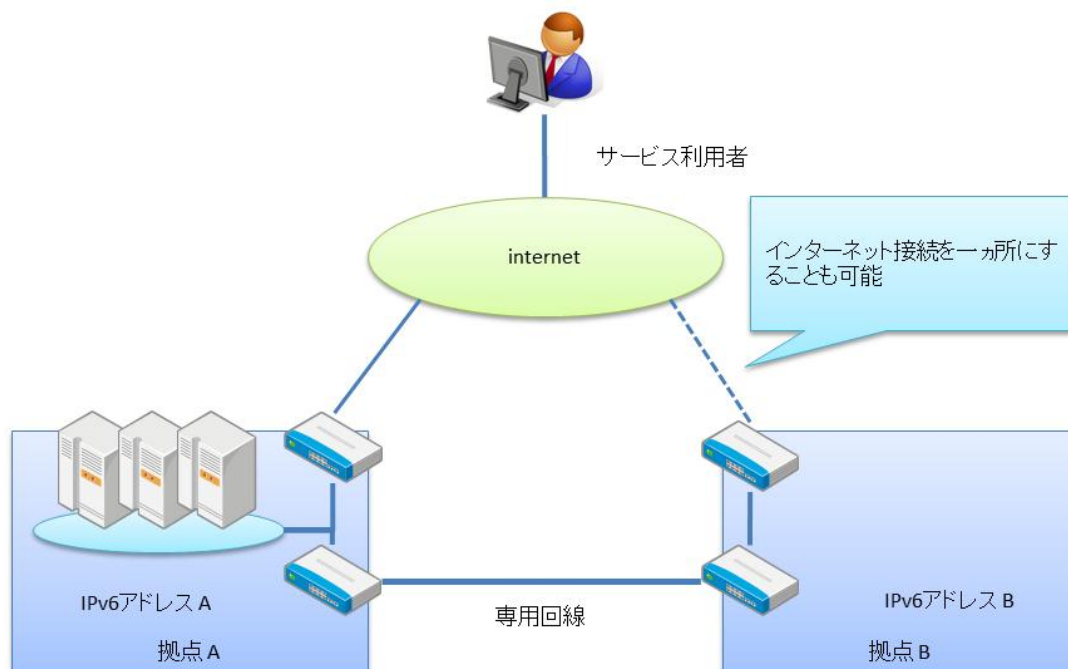 サービス利用者
internet
インターネット接続を一ヵ所にす
ることも可能
IPv6アドレス A
拠点 A
専用回線
IPv6アドレス B
拠点 B